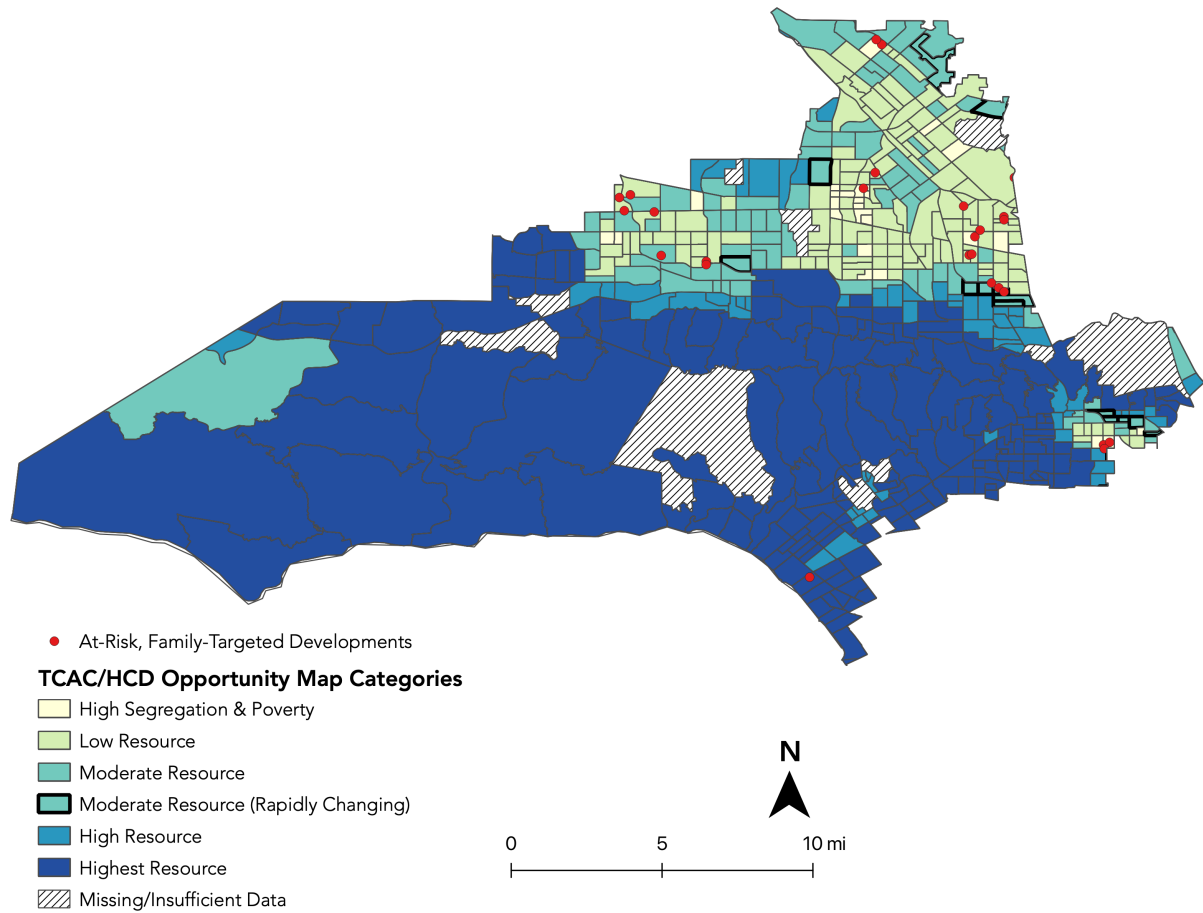 At-Risk, Family-Targeted Developments
TCAC/HCD Opportunity Map Categories
High Segregation & Poverty
Low Resource
Moderate Resource
Moderate Resource (Rapidly Changing)
High Resource
Highest Resource
Missing/Insufficient Data
N
0 5 10 mi